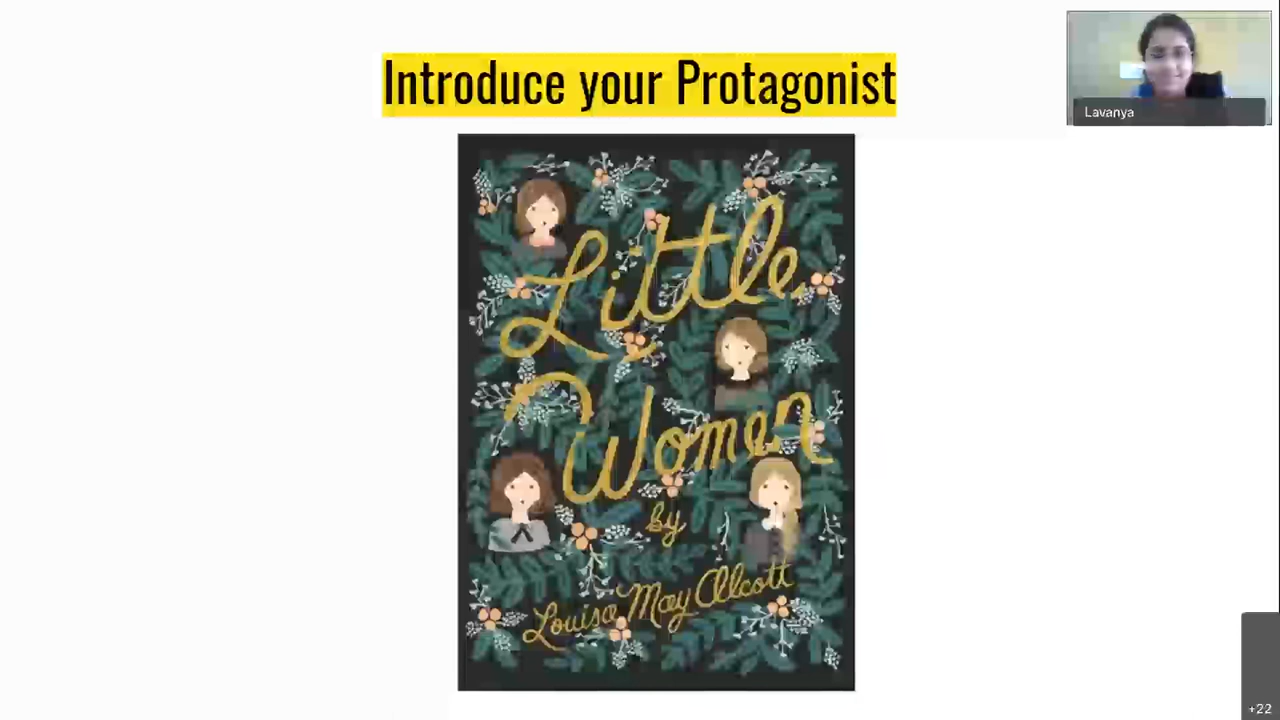 Introduce your Protagonist
Lavanya
Little
Women
by
Louisa May Alcott
+22